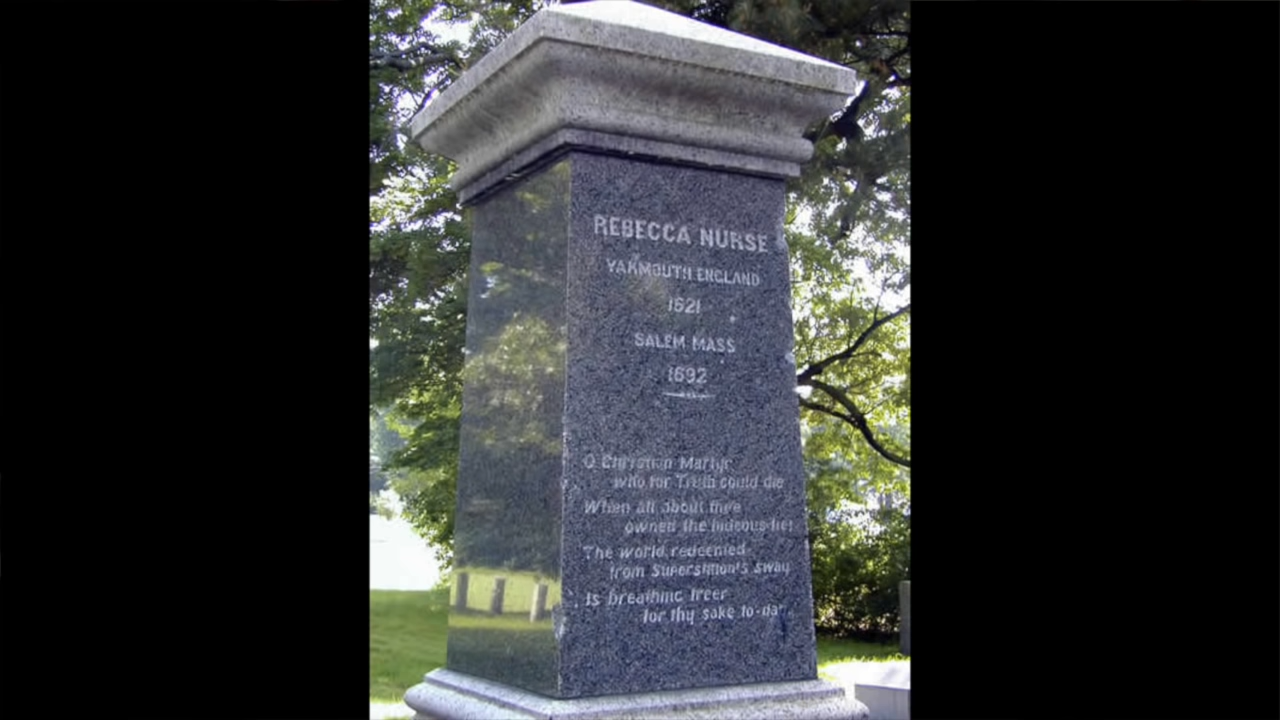 REBECCA NURSE
YARMOUTH ENGLAND
1621
SALEM MASS
1692
O Christian Martyr
who for Truth could die
When all about thee
owned the hideous lie!
The world redeemed
from Superstition's sway
Is breathing freer
for thy sake to-day